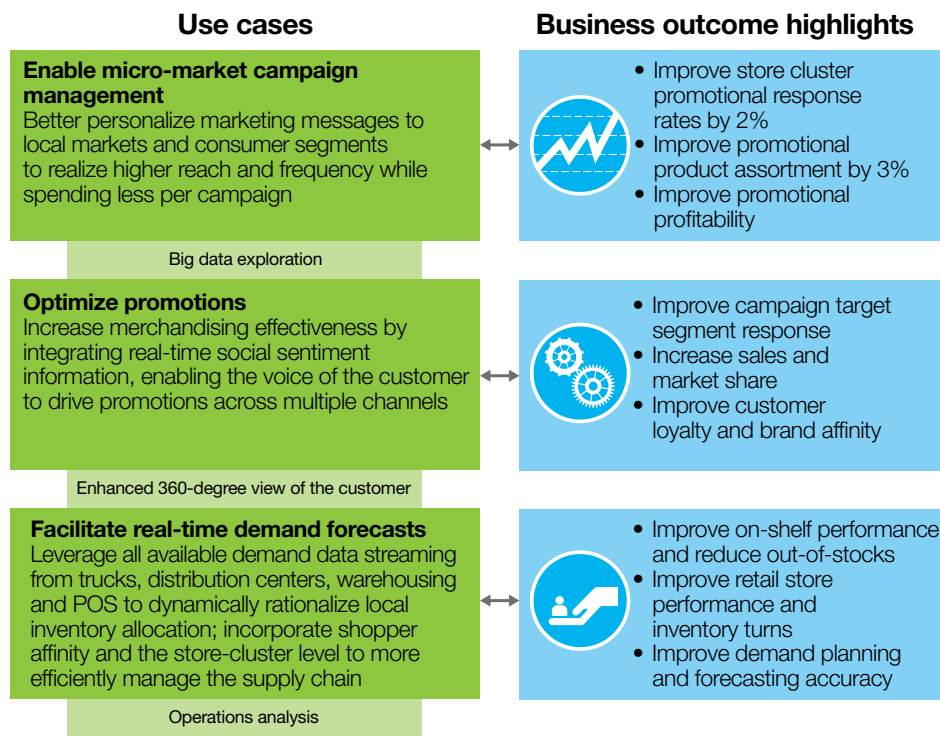 Use cases
Business outcome highlights
Enable micro-market campaign
management
Better personalize marketing messages to
local markets and consumer segments
to realize higher reach and frequency while
spending less per campaign
• Improve store cluster
promotional response
rates by 2%
• Improve promotional
product assortment by 3%
• Improve promotional
profitability
Big data exploration
Optimize promotions
Increase merchandising effectiveness by
integrating real-time social sentiment
information, enabling the voice of the customer
to drive promotions across multiple channels
• Improve campaign target
segment response
• Increase sales and
market share
• Improve customer
loyalty and brand affinity
Enhanced 360-degree view of the customer
Facilitate real-time demand forecasts
Leverage all available demand data streaming
from trucks, distribution centers, warehousing
and POS to dynamically rationalize local
inventory allocation; incorporate shopper
affinity and the store-cluster level to more
efficiently manage the supply chain
• Improve on-shelf performance
and reduce out-of-stocks
• Improve retail store
performance and
inventory turns
• Improve demand planning
and forecasting accuracy
Operations analysis